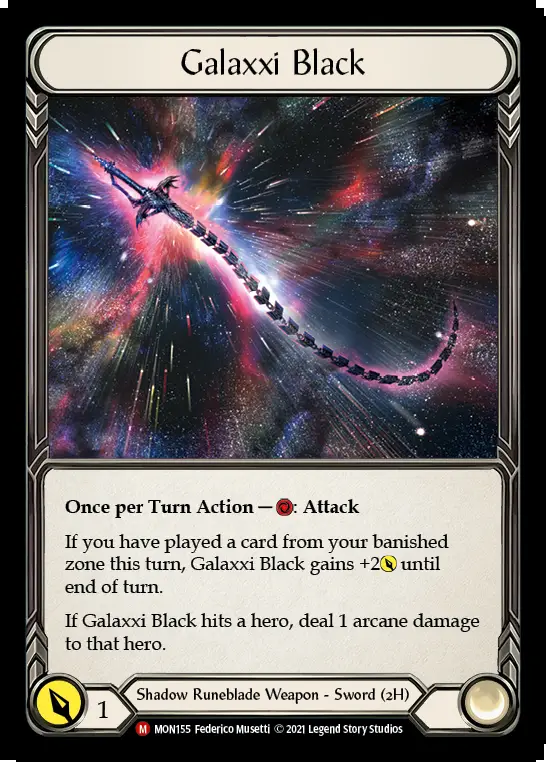 Galaxxi Black
Once per Turn Action — : Attack
If you have played a card from your banished
zone this turn, Galaxxi Black gains +2 until
end of turn.
If Galaxxi Black hits a hero, deal 1 arcane damage
to that hero.
1
Shadow Runeblade Weapon - Sword (2H)
M MON155 Federico Musetti © 2021 Legend Story Studios